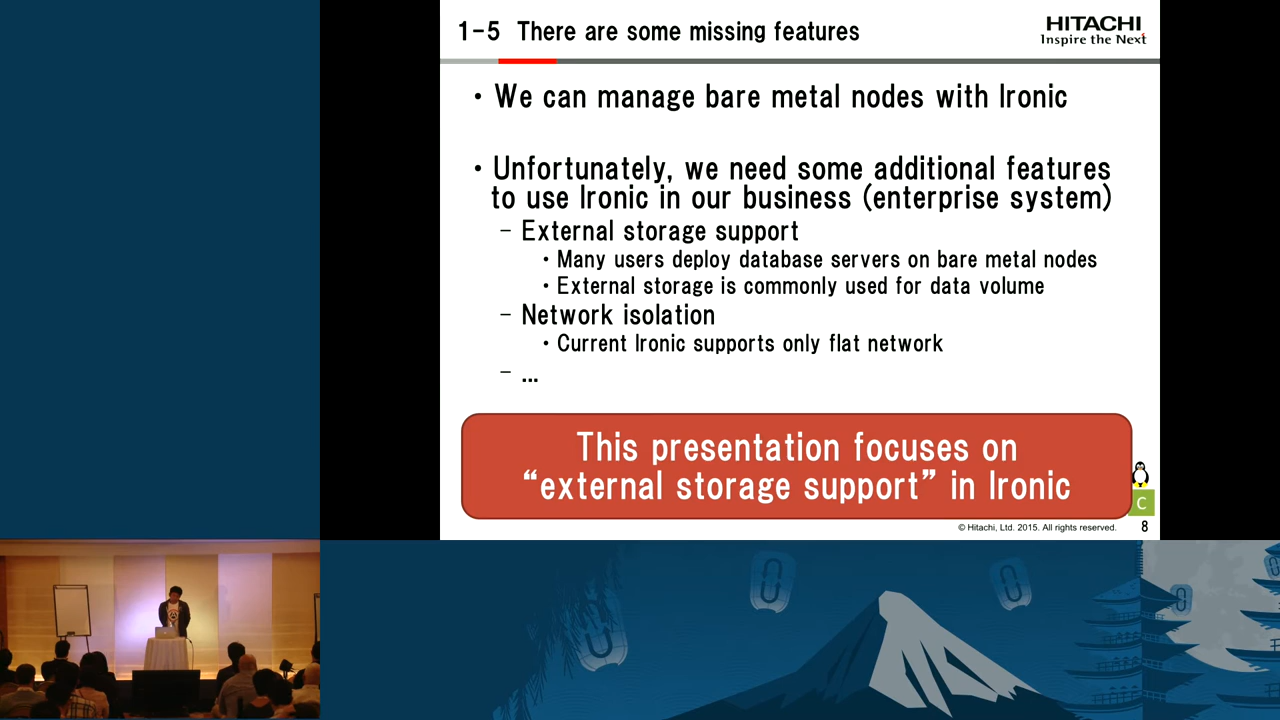 1-5 There are some missing features
HITACHI
Inspire the Next
・We can manage bare metal nodes with Ironic
・Unfortunately, we need some additional features
to use Ironic in our business (enterprise system)
– External storage support
・Many users deploy database servers on bare metal nodes
・External storage is commonly used for data volume
– Network isolation
・Current Ironic supports only flat network
– ...
This presentation focuses on
“external storage support” in Ironic
C
© Hitachi, Ltd. 2015. All rights reserved.
8